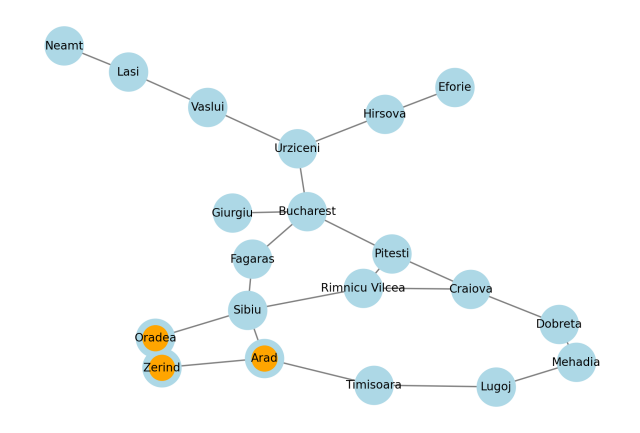 Neamt
Lasi
Eforie
Vaslui
Hirsova
Urziceni
Giurgiu
Bucharest
Pitesti
Fagaras
Rimnicu Vilcea
Craiova
Sibiu
Dobreta
Oradea
Arad
Mehadia
Zerind
Timisoara
Lugoj